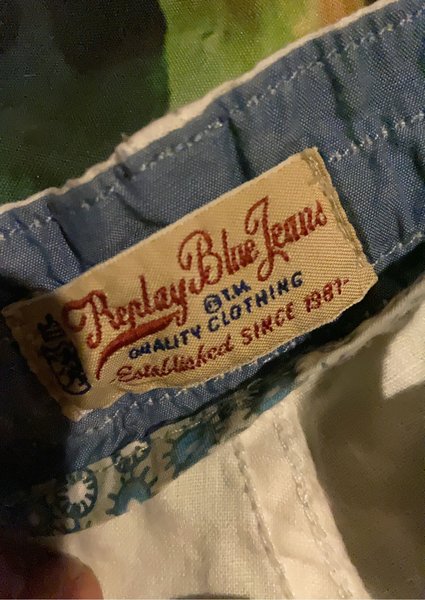 Replay Blue Jeans
® T.M.
QUALITY CLOTHING
Established SINCE 1981-